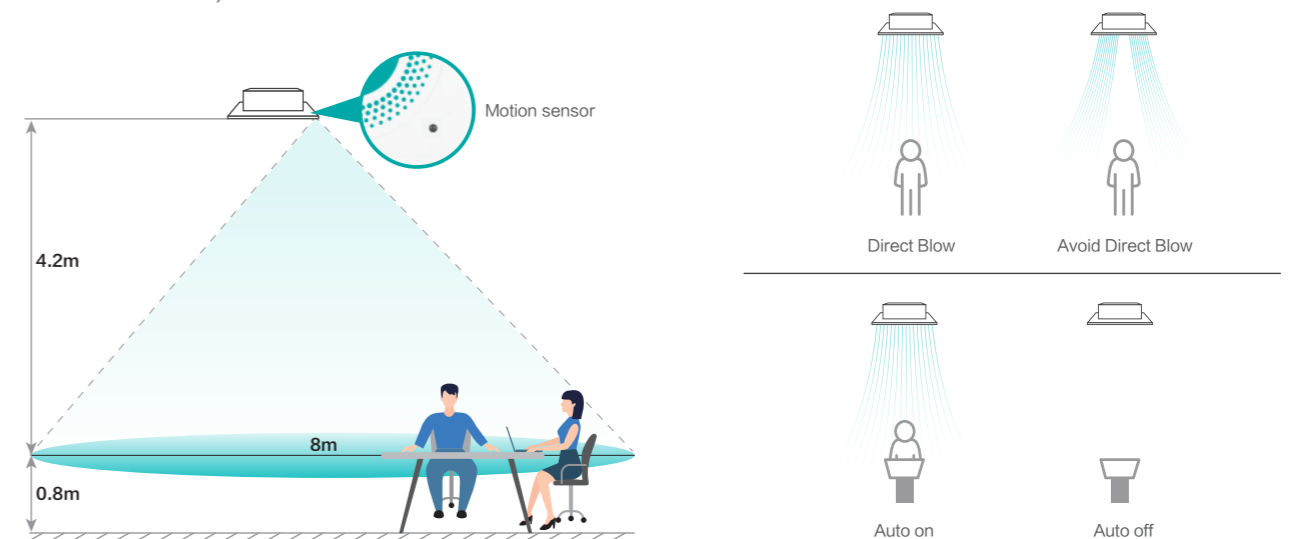 Motion sensor
4.2m
8m
0.8m
Direct Blow
Avoid Direct Blow
Auto on
Auto off